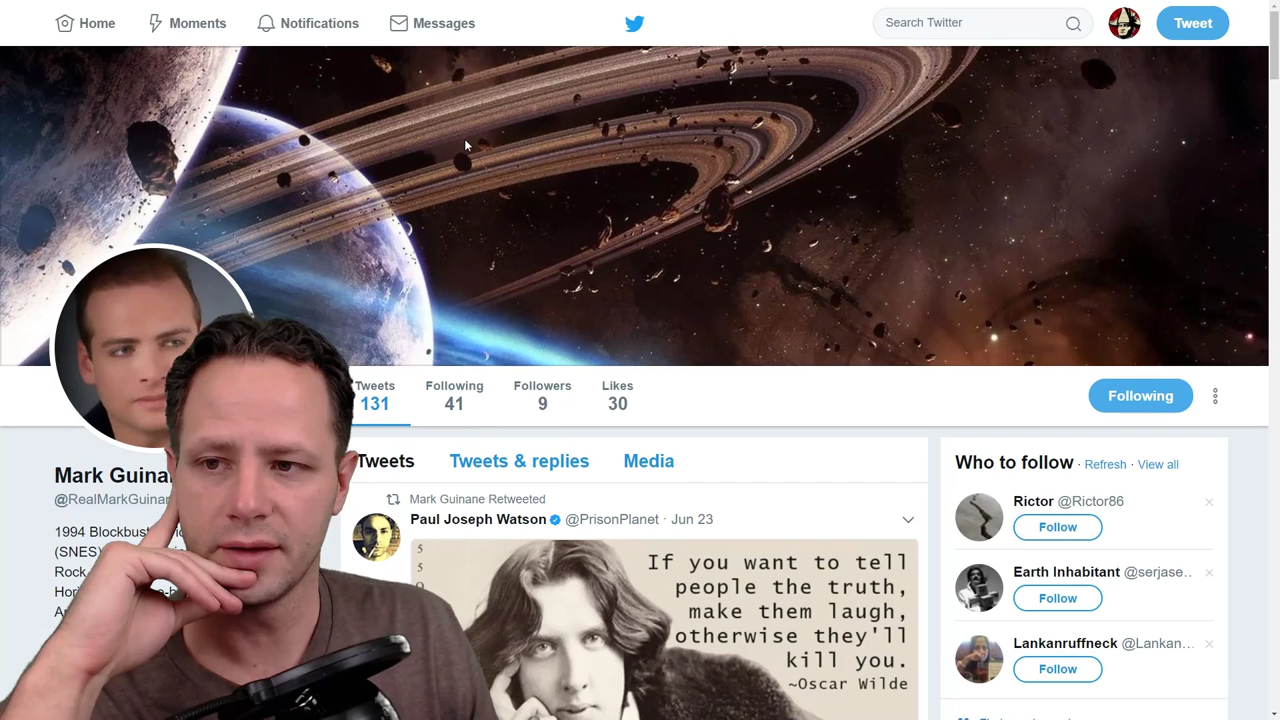 Home
Moments
Notifications
Messages
Search Twitter
Tweet
Tweets
131
Following
41
Followers
9
Likes
30
Following
Mark
@RealMarkGuinan
1994
(SNES)
Rock
Tweets
Tweets & replies
Media
Mark Guinane Retweeted
Paul Joseph Watson @PrisonPlanet · Jun 23
5
5
If you want to tell
people the truth,
make them laugh,
otherwise they'll
kill you.
~Oscar Wilde
Who to follow · Refresh · View all
Rictor @Rictor86
Follow
Earth Inhabitant @serjase..
Follow
Lankanruffneck @Lankan...
Follow